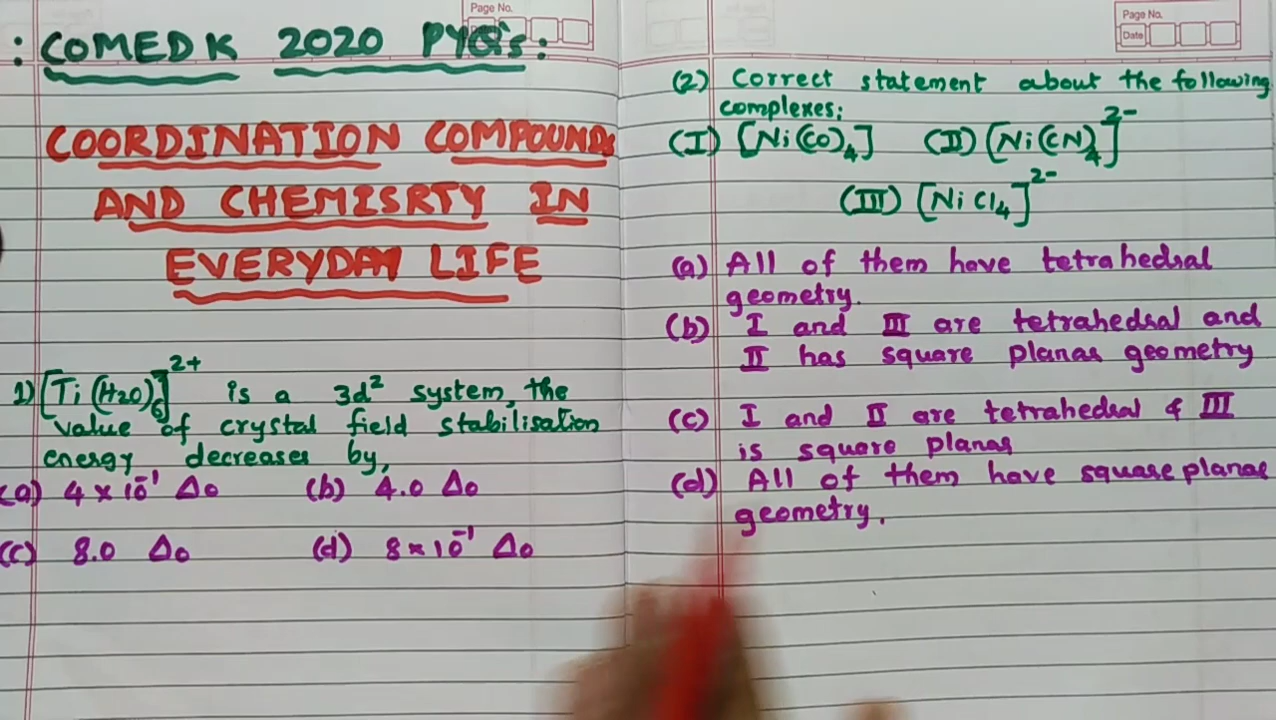 Page No.
: COMEDK 2020 PYQ's :
COORDINATION COMPOUNDS
AND CHEMISRTY IN
EVERYDAY LIFE
1) [Ti(H2O)6]2+ is a 3d2 system, the
value of crystal field stabilisation
energy decreases by,
(a) 4 × 10⁻¹ Δo (b) 4.0 Δo
(c) 8.0 Δo (d) 8 × 10⁻¹ Δo
Page No.
Date
(2) Correct statement about the following
complexes:
(I) [Ni(CO)4] (II) [Ni(CN)4]2-
(III) [NiCl4]2-
(a) All of them have tetrahedral
geometry.
(b) I and III are tetrahedral and
II has square planar geometry
(c) I and II are tetrahedral & III
is square planar
(d) All of them have square planar
geometry.